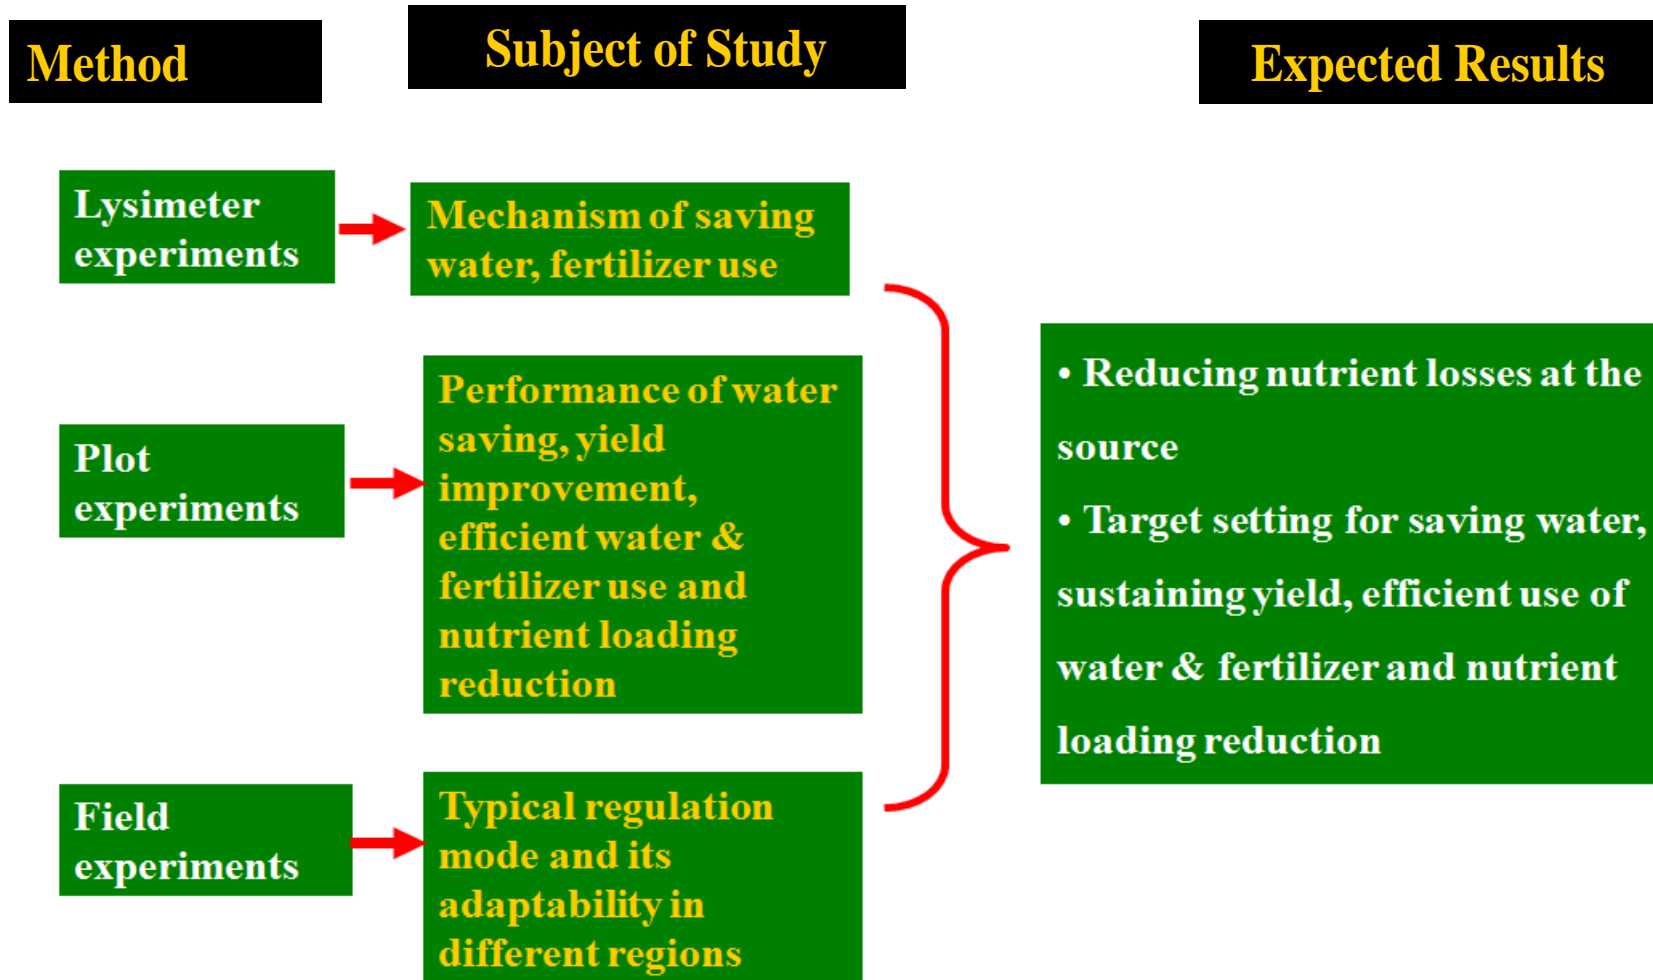 Method
Subject of Study
Expected Results
Lysimeter
experiments
Mechanism of saving
water, fertilizer use
Plot
experiments
Performance of water
saving, yield
improvement,
efficient water &
fertilizer use and
nutrient loading
reduction
Field
experiments
Typical regulation
mode and its
adaptability in
different regions
• Reducing nutrient losses at the
source
• Target setting for saving water,
sustaining yield, efficient use of
water & fertilizer and nutrient
loading reduction